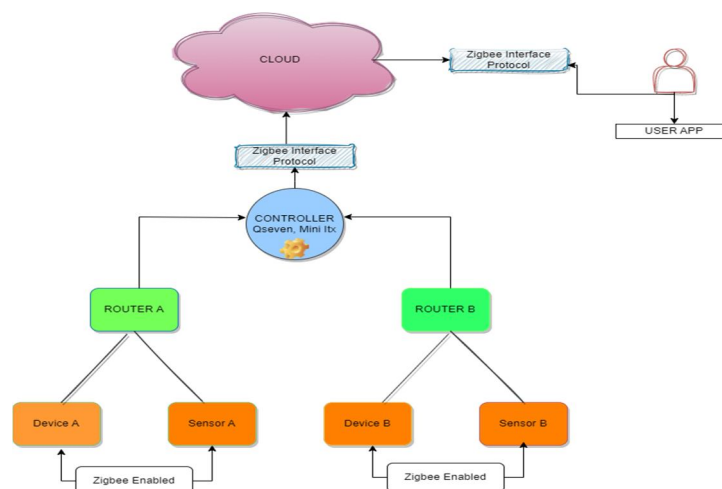 CLOUD
Zigbee Interface
Protocol
USER APP
Zigbee Interface
Protocol
CONTROLLER
Qseven, Mini Itx
ROUTER A
ROUTER B
Device A
Sensor A
Device B
Sensor B
Zigbee Enabled
Zigbee Enabled